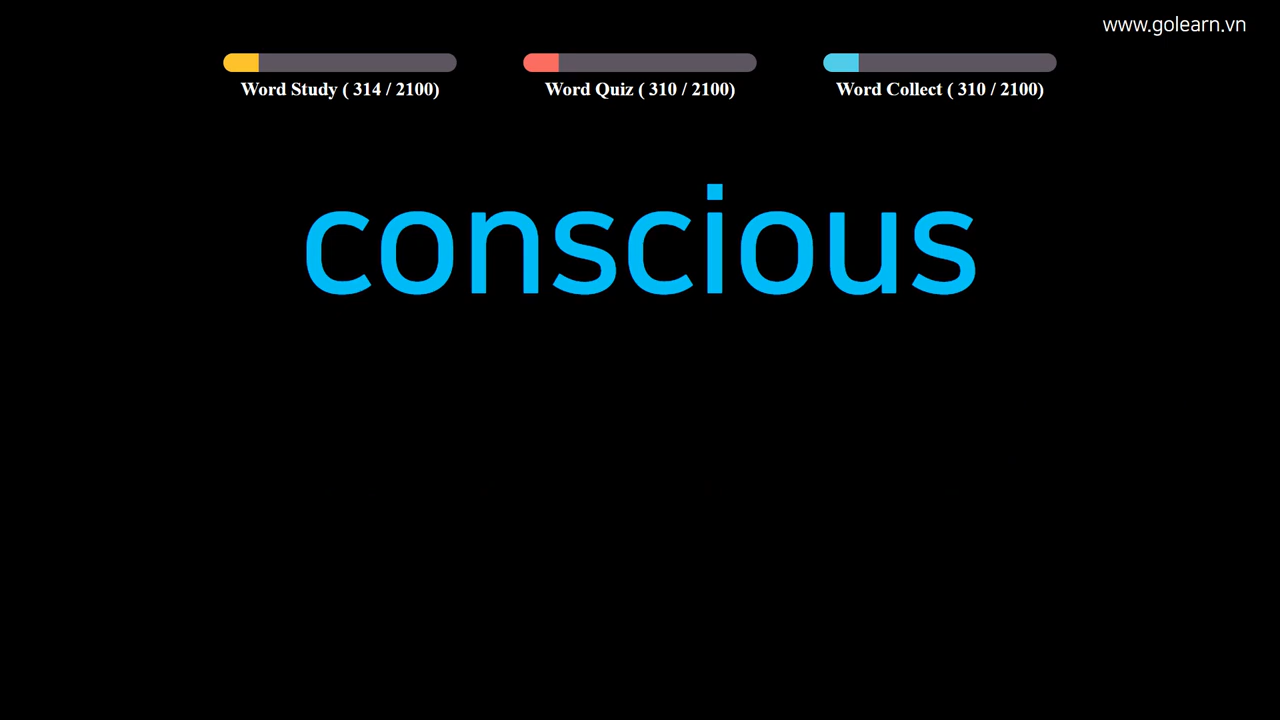 www.golearn.vn
Word Study ( 314 / 2100)
Word Quiz ( 310 / 2100)
Word Collect ( 310 / 2100)
conscious